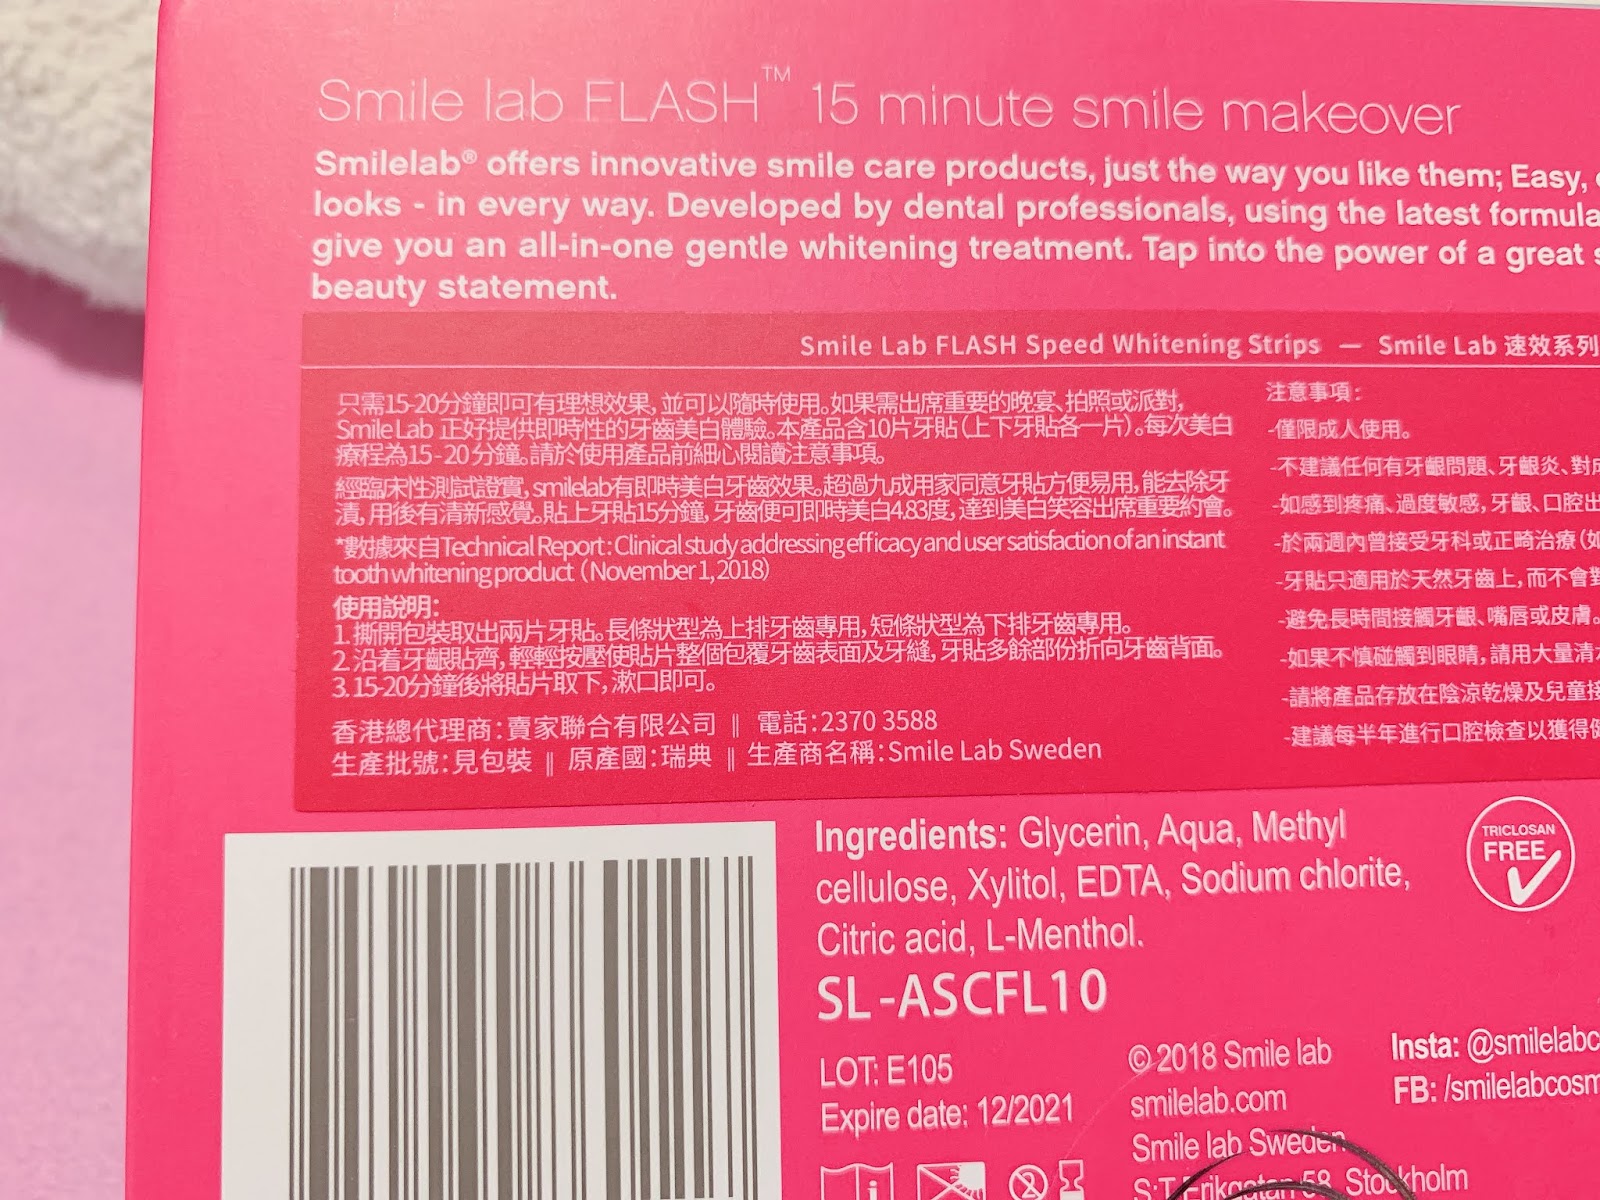 Smile lab FLASH™ 15 minute smile makeover
Smilelab® offers innovative smile care products, just the way you like them; Easy,
looks - in every way. Developed by dental professionals, using the latest formula
give you an all-in-one gentle whitening treatment. Tap into the power of a great
beauty statement.
Smile Lab FLASH Speed Whitening Strips — Smile Lab 速效系列
只需15-20分鐘即可有理想效果，並可以隨時使用。如果需出席重要的晚宴、拍照或派對，
Smile Lab 正好提供即時性的牙齒美白體驗。本產品含10片牙貼（上下牙貼各一片）。每次美白
療程為15-20分鐘。請於使用產品前細心閱讀注意事項。
經臨床性測試證實，smilelab有即時美白牙齒效果。超過九成用家同意牙貼方便易用，能去除牙
漬，用後有清新感覺。貼上牙貼15分鐘，牙齒便可即時美白4.83度，達到美白笑容出席重要約會。
*數據來自Technical Report : Clinical study addressing efficacy and user satisfaction of an instant
tooth whitening product（November 1, 2018）
使用說明：
1. 撕開包裝取出兩片牙貼。長條狀型為上排牙齒專用，短條狀型為下排牙齒專用。
2. 沿着牙齦貼齊，輕輕按壓使貼片整個包覆牙齒表面及牙縫，牙貼多餘部份折向牙齒背面。
3. 15-20分鐘後將貼片取下，漱口即可。
香港總代理商：賣家聯合有限公司 || 電話：2370 3588
生產批號：見包裝 || 原產國：瑞典 || 生產商名稱：Smile Lab Sweden
注意事項：
-僅限成人使用。
-不建議任何有牙齦問題、牙齦炎、對成
-如感到疼痛、過度敏感，牙齦、口腔出
-於兩週內曾接受牙科或正畸治療（如
-牙貼只適用於天然牙齒上，而不會對
-避免長時間接觸牙齦、嘴唇或皮膚。
-如果不慎碰觸到眼睛，請用大量清水
-請將產品存放在陰涼乾燥及兒童接
-建議每半年進行口腔檢查以獲得健
Ingredients: Glycerin, Aqua, Methyl
cellulose, Xylitol, EDTA, Sodium chlorite,
Citric acid, L-Menthol.
TRICLOSAN
FREE
SL-ASCFL10
LOT: E105
Expire date: 12/2021
© 2018 Smile lab
smilelab.com
Smile lab Sweden
S:T Eriksgatan 58, Stockholm
Insta: @smilelabc
FB: /smilelabcosm